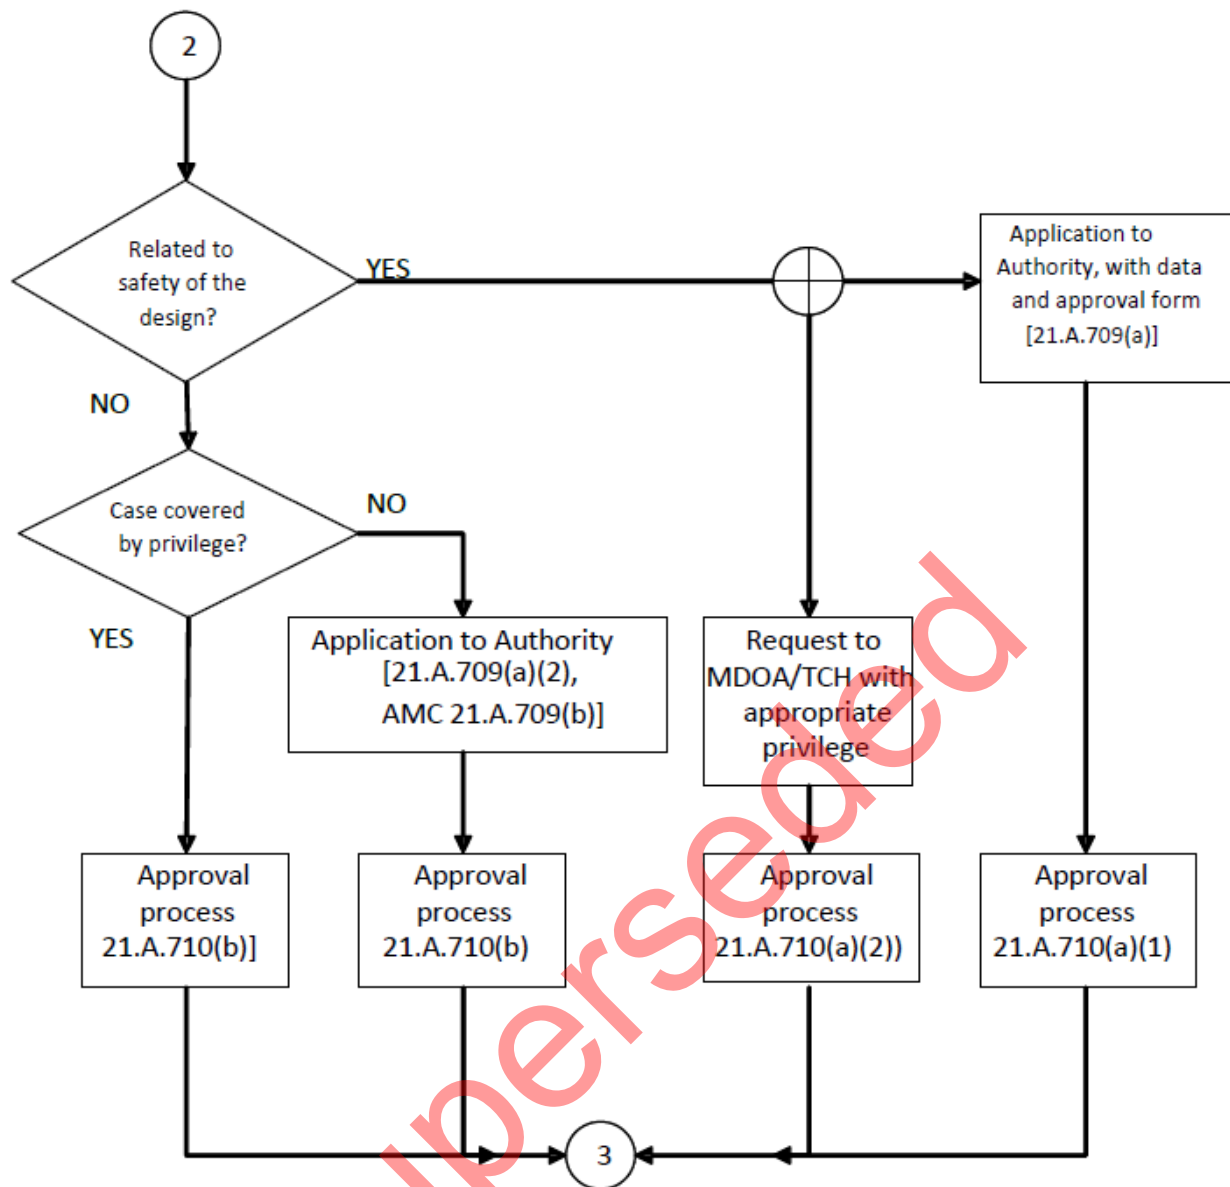 2
Related to
safety of the
design?
YES
Application to
Authority, with data
and approval form
[21.A.709(a)]
NO
Case covered
by privilege?
NO
YES
Application to Authority
[21.A.709(a)(2),
AMC 21.A.709(b)]
Request to
MDOA/TCH with
appropriate
privilege
Approval
process
21.A.710(b)]
Approval
process
21.A.710(b)
Approval
process
21.A.710(a)(2))
Approval
process
21.A.710(a)(1)
3
uperseded